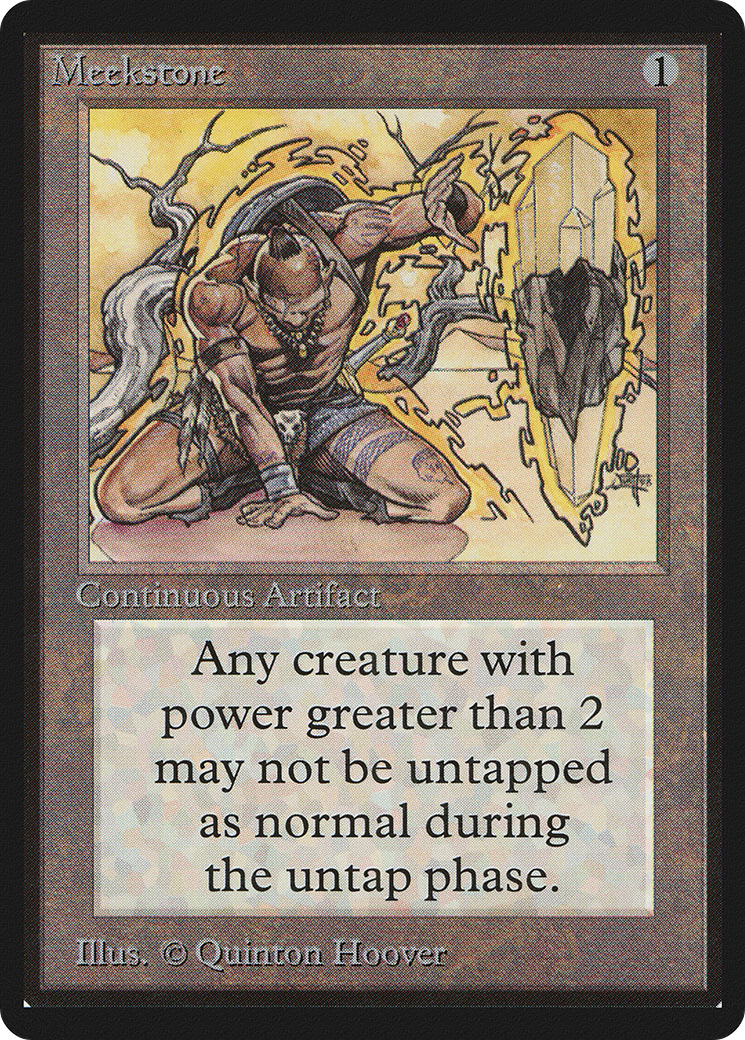 Meekstone
1
Continuous Artifact
Any creature with
power greater than 2
may not be untapped
as normal during
the untap phase.
Illus. © Quinton Hoover